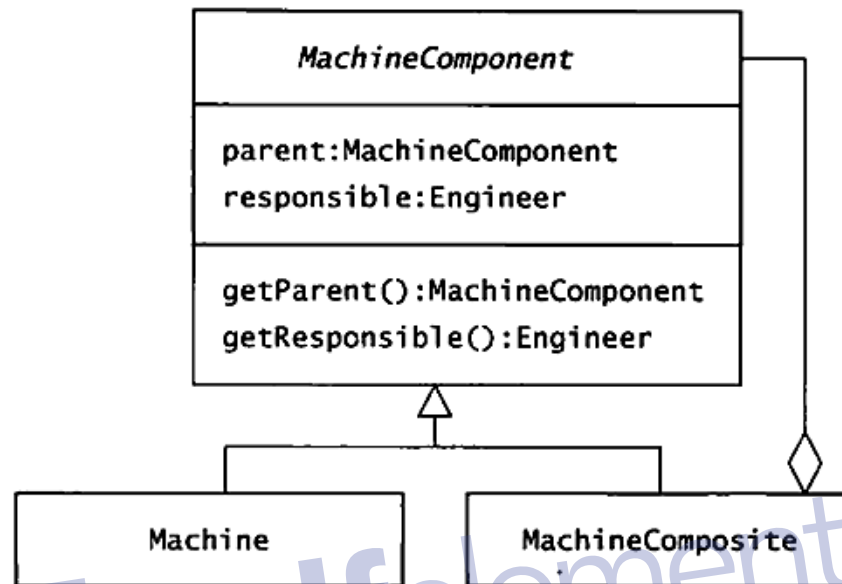 MachineComponent
parent:MachineComponent
responsible:Engineer
getParent():MachineComponent
getResponsible():Engineer
Machine
MachineComposite